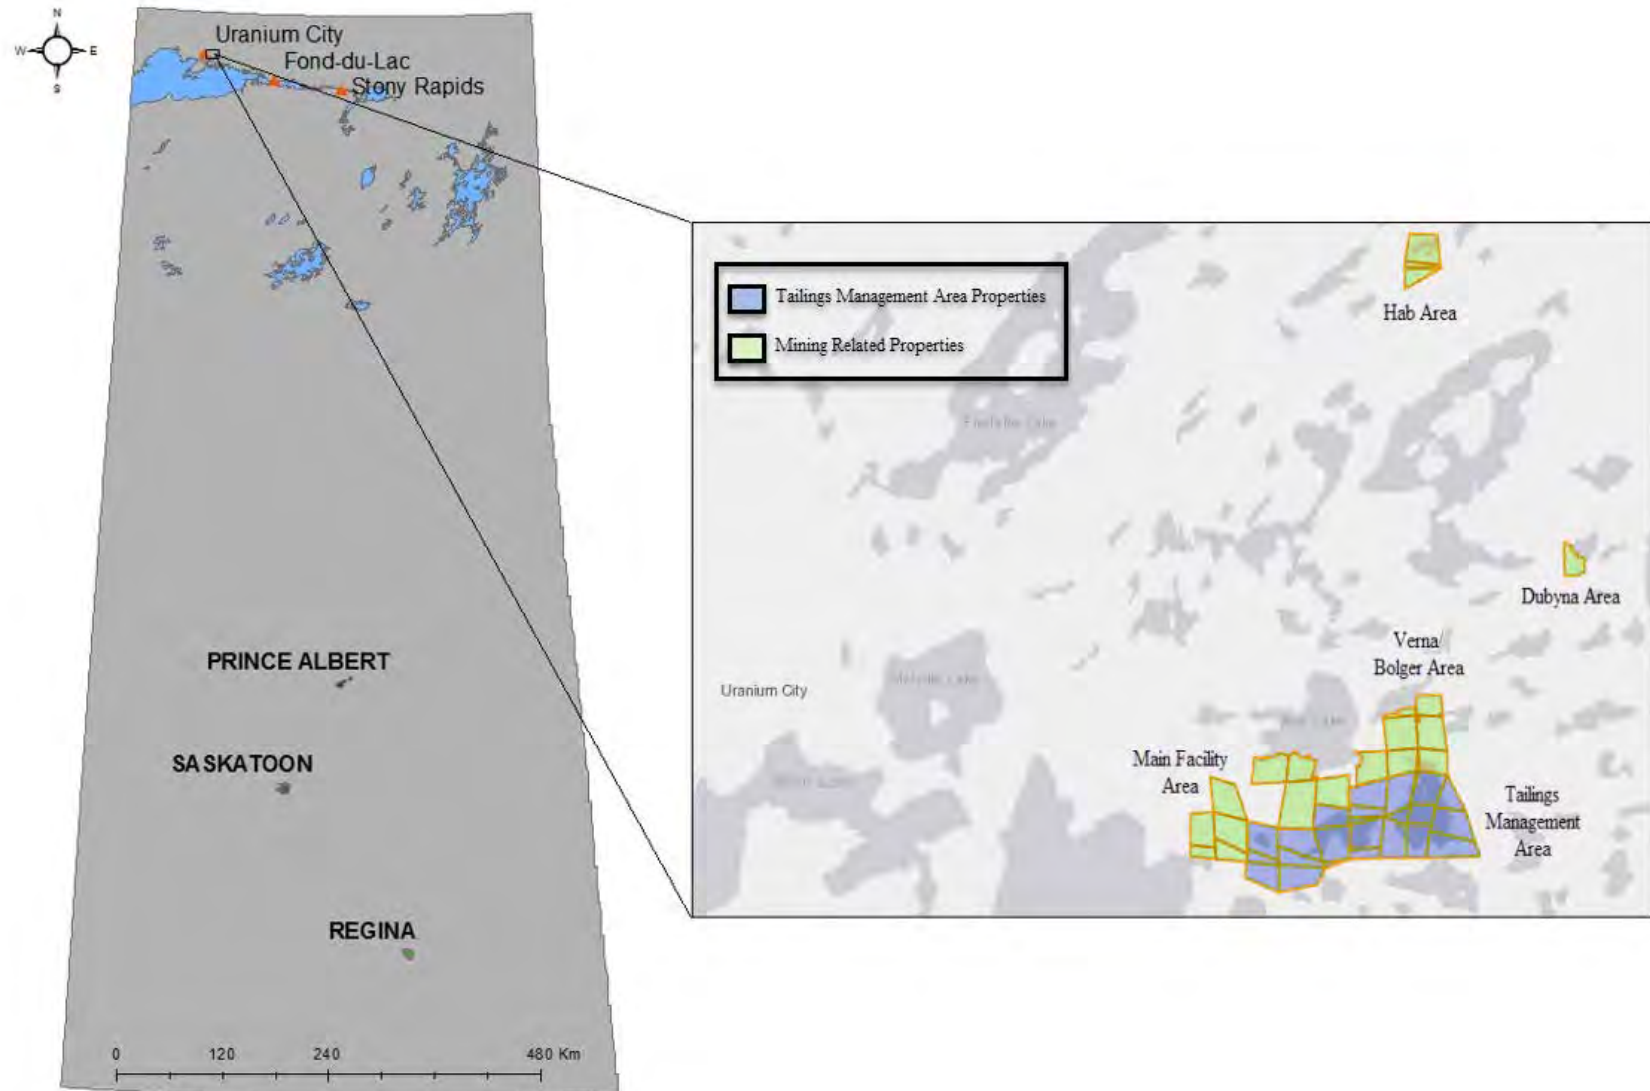 N
W
E
S
Uranium City
Fond-du-Lac
Stony Rapids
PRINCE ALBERT
SASKATOON
REGINA
0
120
240
480 Km
Tailings Management Area Properties
Mining Related Properties
Hab Area
Dubyna Area
Verna/
Bolger Area
Uranium City
Main Facility
Area
Tailings
Management
Area